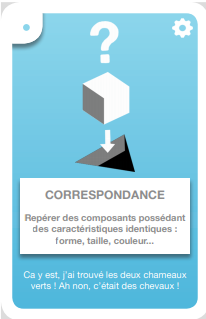 ?
CORRESPONDANCE
Repérer des composants possédant
des caractéristiques identiques :
forme, taille, couleur...
Ca y est, j'ai trouvé les deux chameaux
verts ! Ah non, c'était des chevaux !